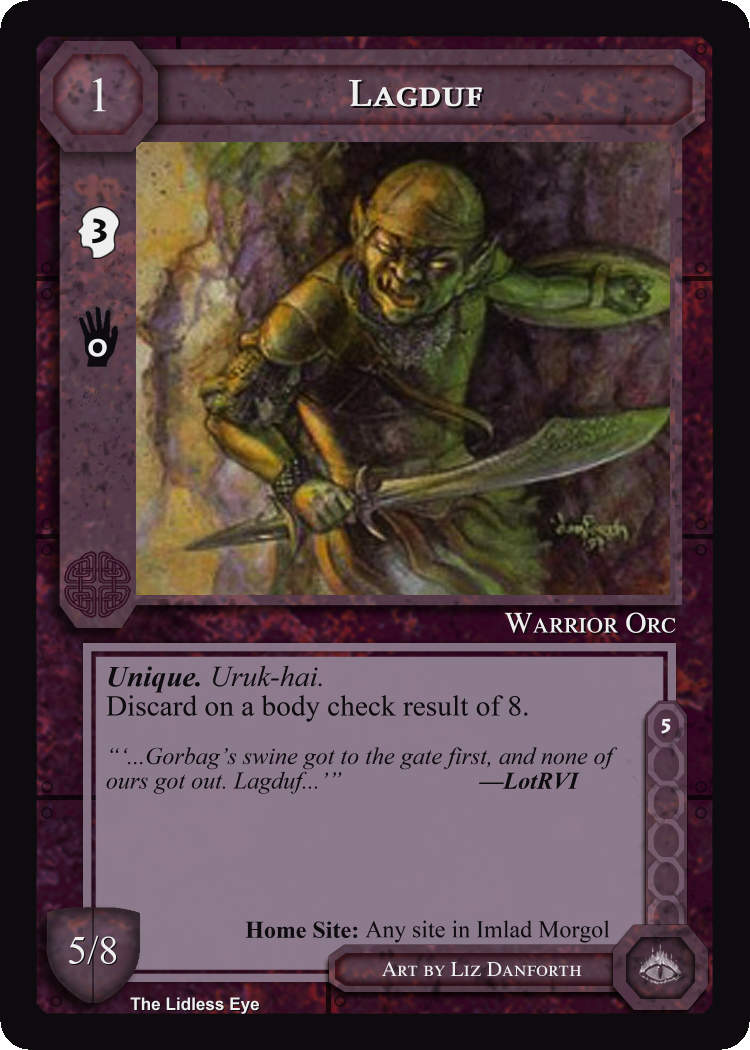 1
LAGDUF
3
0
WARRIOR ORC
Unique. Uruk-hai.
Discard on a body check result of 8.
5
“‘...Gorbag’s swine got to the gate first, and none of
ours got out. Lagduf...’” —LotRVI
Home Site: Any site in Imlad Morgol
5/8
ART BY LIZ DANFORTH
The Lidless Eye